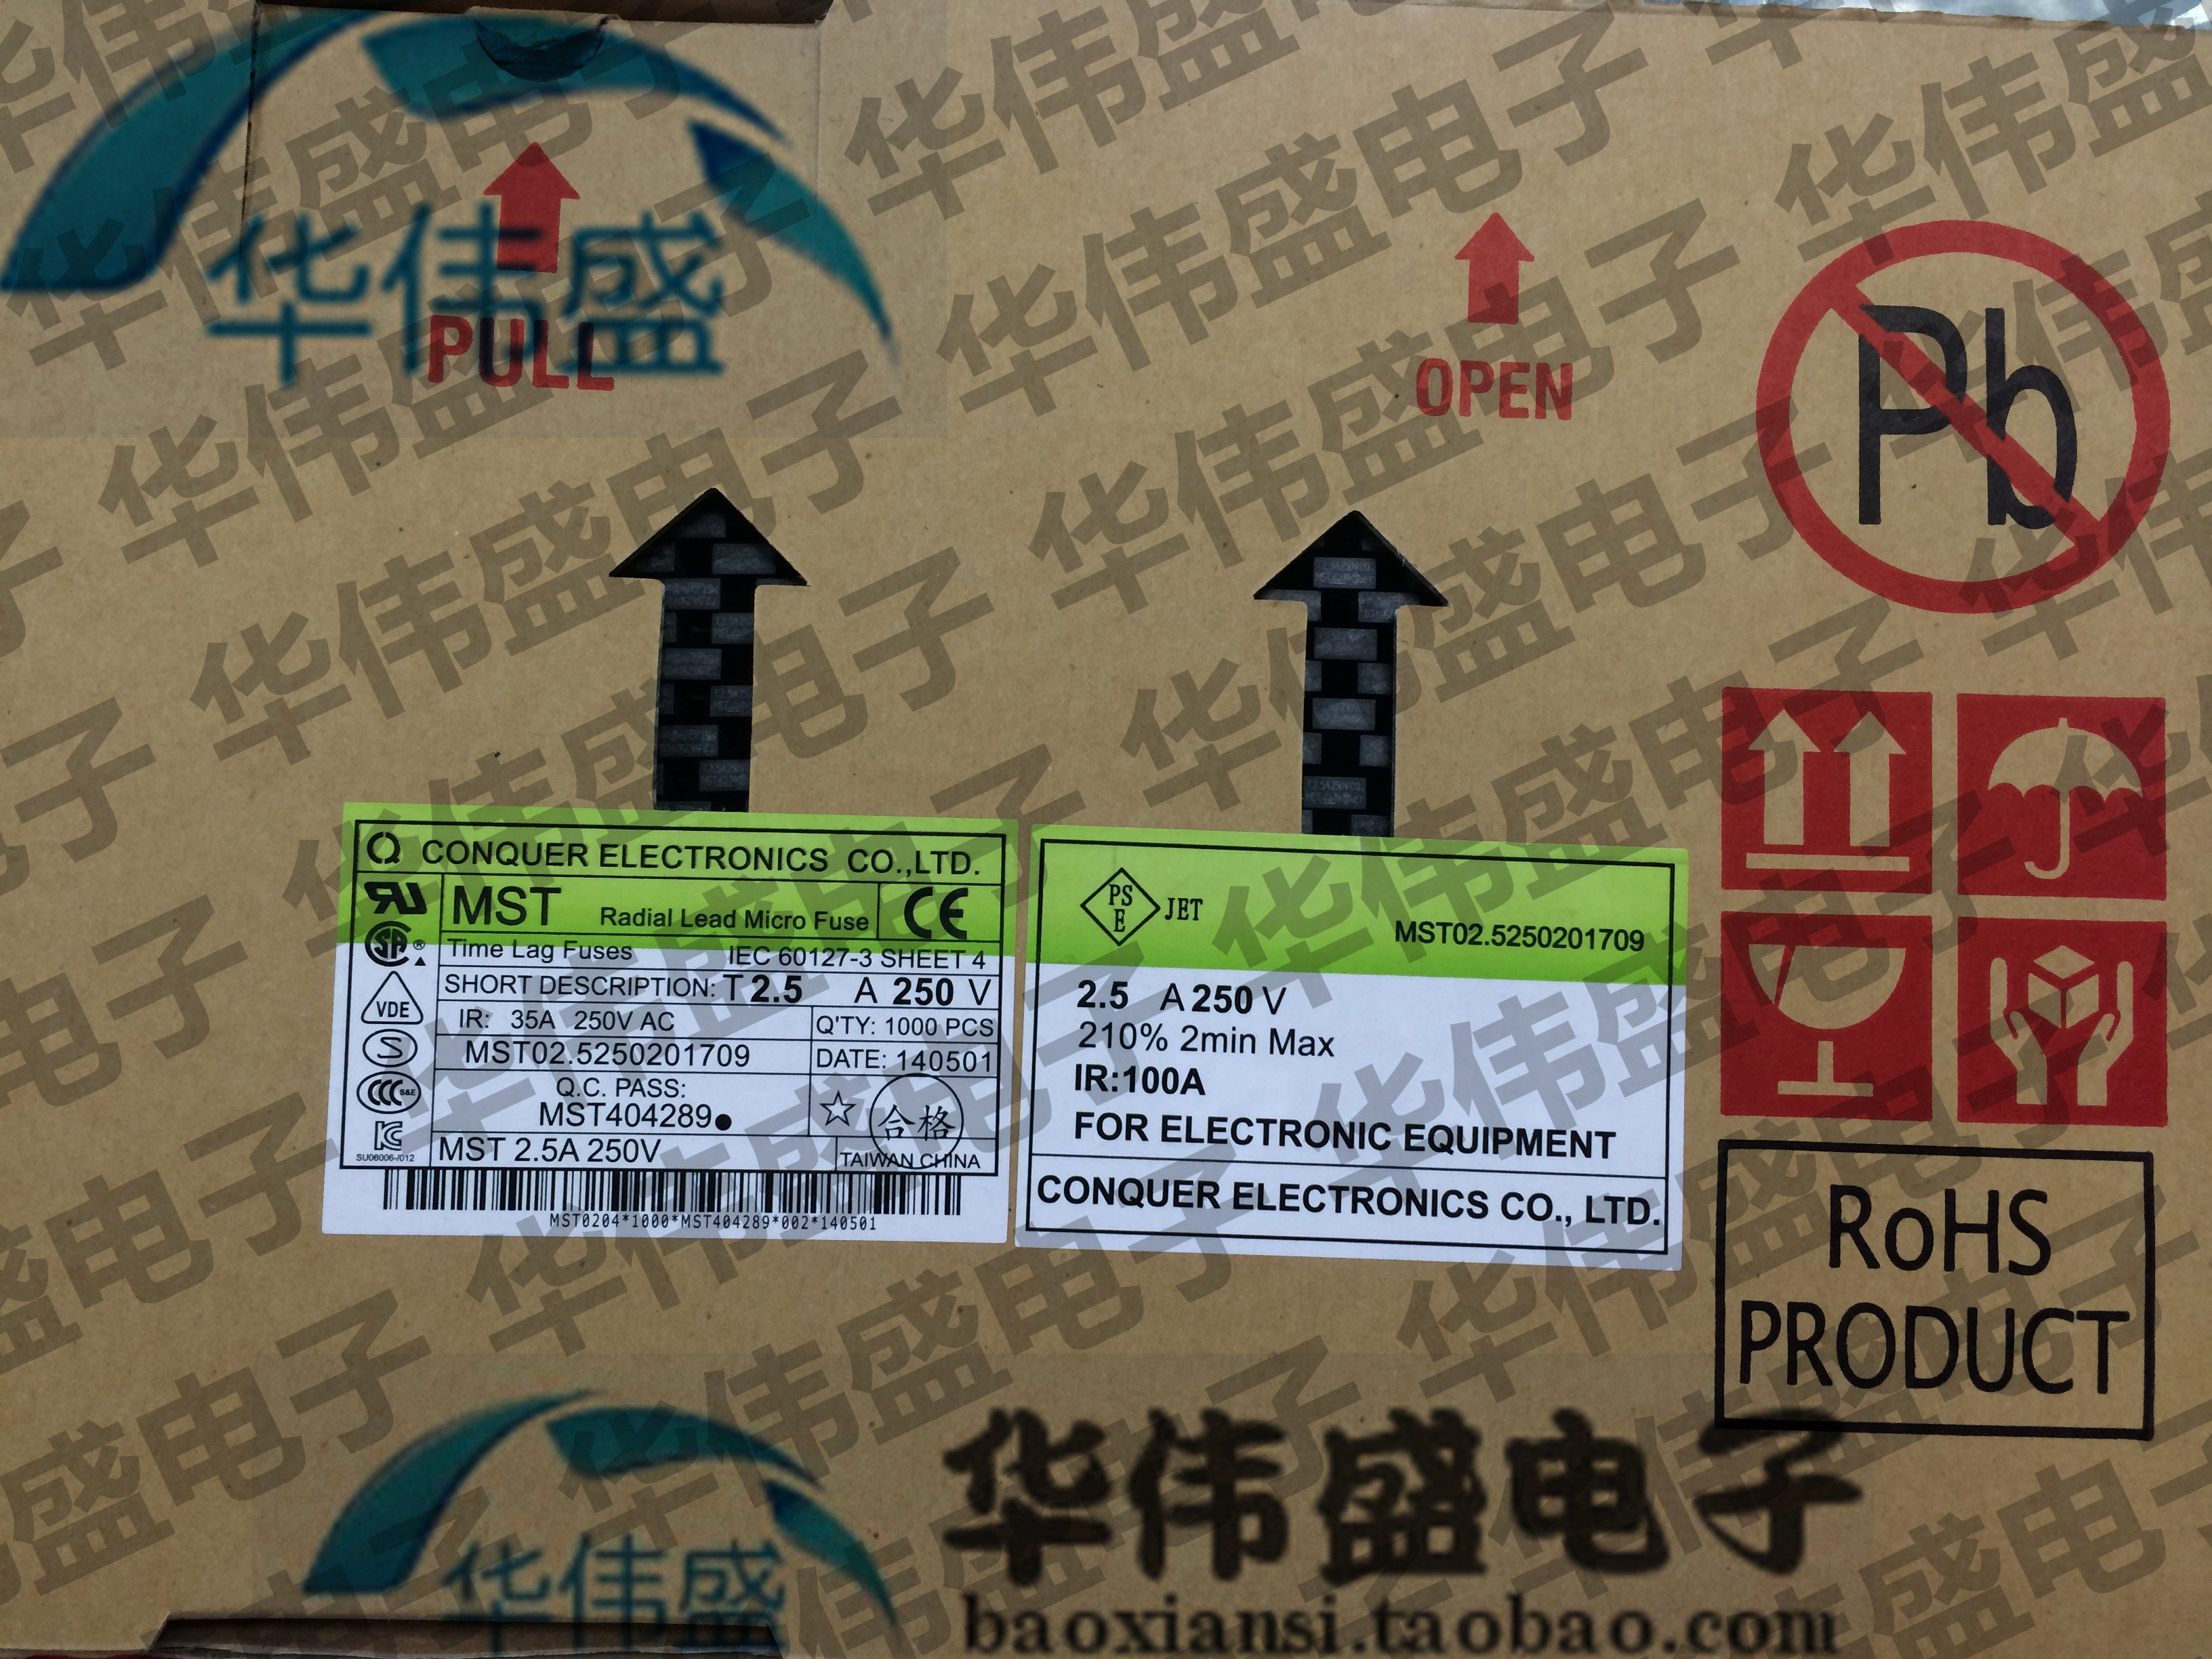 华伟盛
PULL
OPEN
Pb
CONQUER ELECTRONICS CO.,LTD.
MST Radial Lead Micro Fuse CE
Time Lag Fuses IEC 60127-3 SHEET 4
SHORT DESCRIPTION: T 2.5 A 250 V
VDE
IR: 35A 250V AC
Q'TY: 1000 PCS
MST02.5250201709
DATE: 140501
Q.C. PASS:
MST404289●
☆ 合格
MST 2.5A 250V
TAIWAN CHINA
SU06006-/012
MST0204*1000*MST404289*002*140501
PS
E
JET
MST02.5250201709
2.5 A 250 V
210% 2min Max
IR:100A
FOR ELECTRONIC EQUIPMENT
CONQUER ELECTRONICS CO., LTD.
RoHS
PRODUCT
华伟盛
华伟盛电子
baoxiansi.taobao.com